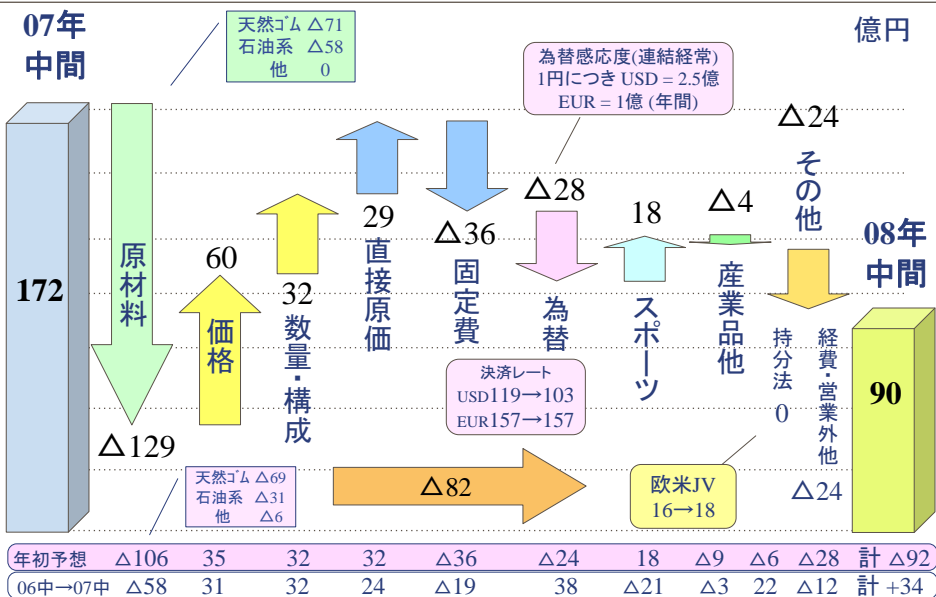 07年
中間
天然ｺﾞﾑ △71
石油系 △58
他 0
億円
為替感応度(連結経常)
1円につき USD = 2.5億
EUR = 1億 (年間)
172
原材料
△129
60
価格
32
数量・構成
29
直接原価
△36
固定費
△28
為替
18
スポーツ
△4
産業品他
△24
その他
持分法
0
経費・営業外他
△24
08年
中間
90
決済レート
USD119→103
EUR157→157
天然ｺﾞﾑ △69
石油系 △31
他 △6
△82
欧米JV
16→18
年初予想 △106 35 32 32 △36 △24 18 △9 △6 △28 計 △92
06中→07中 △58 31 32 24 △19 38 △21 △3 22 △12 計 +34